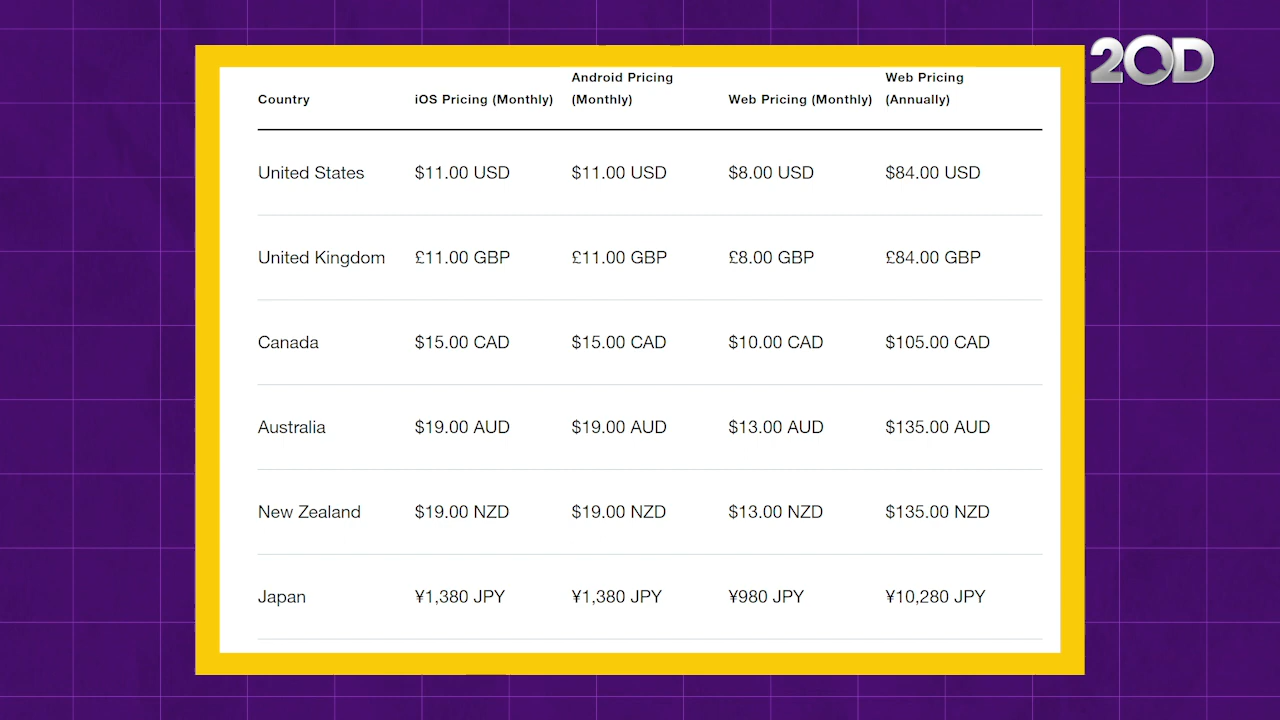 20D
Country iOS Pricing (Monthly) Android Pricing (Monthly) Web Pricing (Monthly) Web Pricing (Annually)
United States $11.00 USD $11.00 USD $8.00 USD $84.00 USD
United Kingdom £11.00 GBP £11.00 GBP £8.00 GBP £84.00 GBP
Canada $15.00 CAD $15.00 CAD $10.00 CAD $105.00 CAD
Australia $19.00 AUD $19.00 AUD $13.00 AUD $135.00 AUD
New Zealand $19.00 NZD $19.00 NZD $13.00 NZD $135.00 NZD
Japan ¥1,380 JPY ¥1,380 JPY ¥980 JPY ¥10,280 JPY